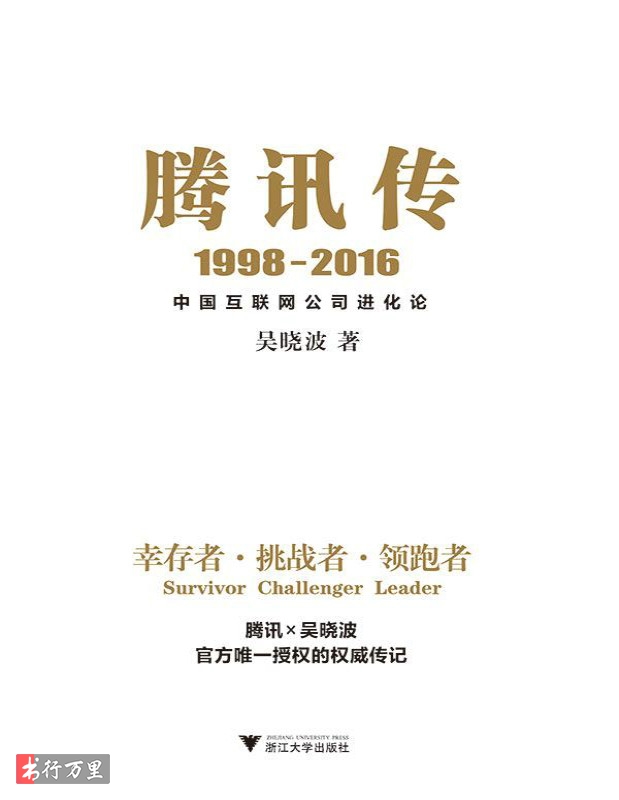 腾讯传
1998-2016
中国互联网公司进化论
吴晓波 著
幸存者·挑战者·领跑者
Survivor Challenger Leader
腾讯×吴晓波
官方唯一授权的权威传记
ZHEJIANG UNIVERSITY PRESS
浙江大学出版社
书行万里